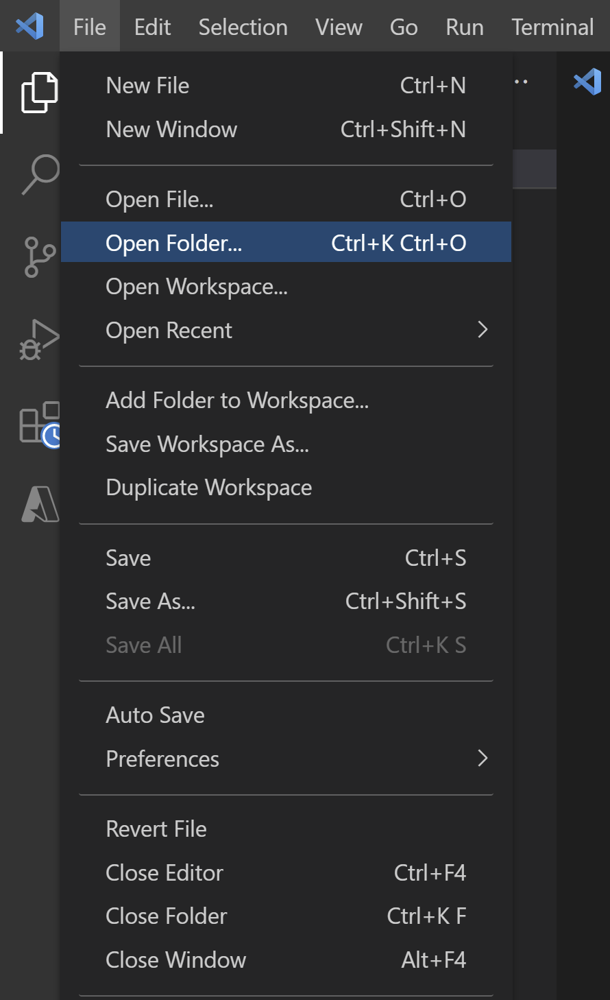 File Edit Selection View Go Run Terminal
New File Ctrl+N
New Window Ctrl+Shift+N
Open File... Ctrl+O
Open Folder... Ctrl+K Ctrl+O
Open Workspace...
Open Recent
Add Folder to Workspace...
Save Workspace As...
Duplicate Workspace
Save Ctrl+S
Save As... Ctrl+Shift+S
Save All Ctrl+K S
Auto Save
Preferences
Revert File
Close Editor Ctrl+F4
Close Folder Ctrl+K F
Close Window Alt+F4